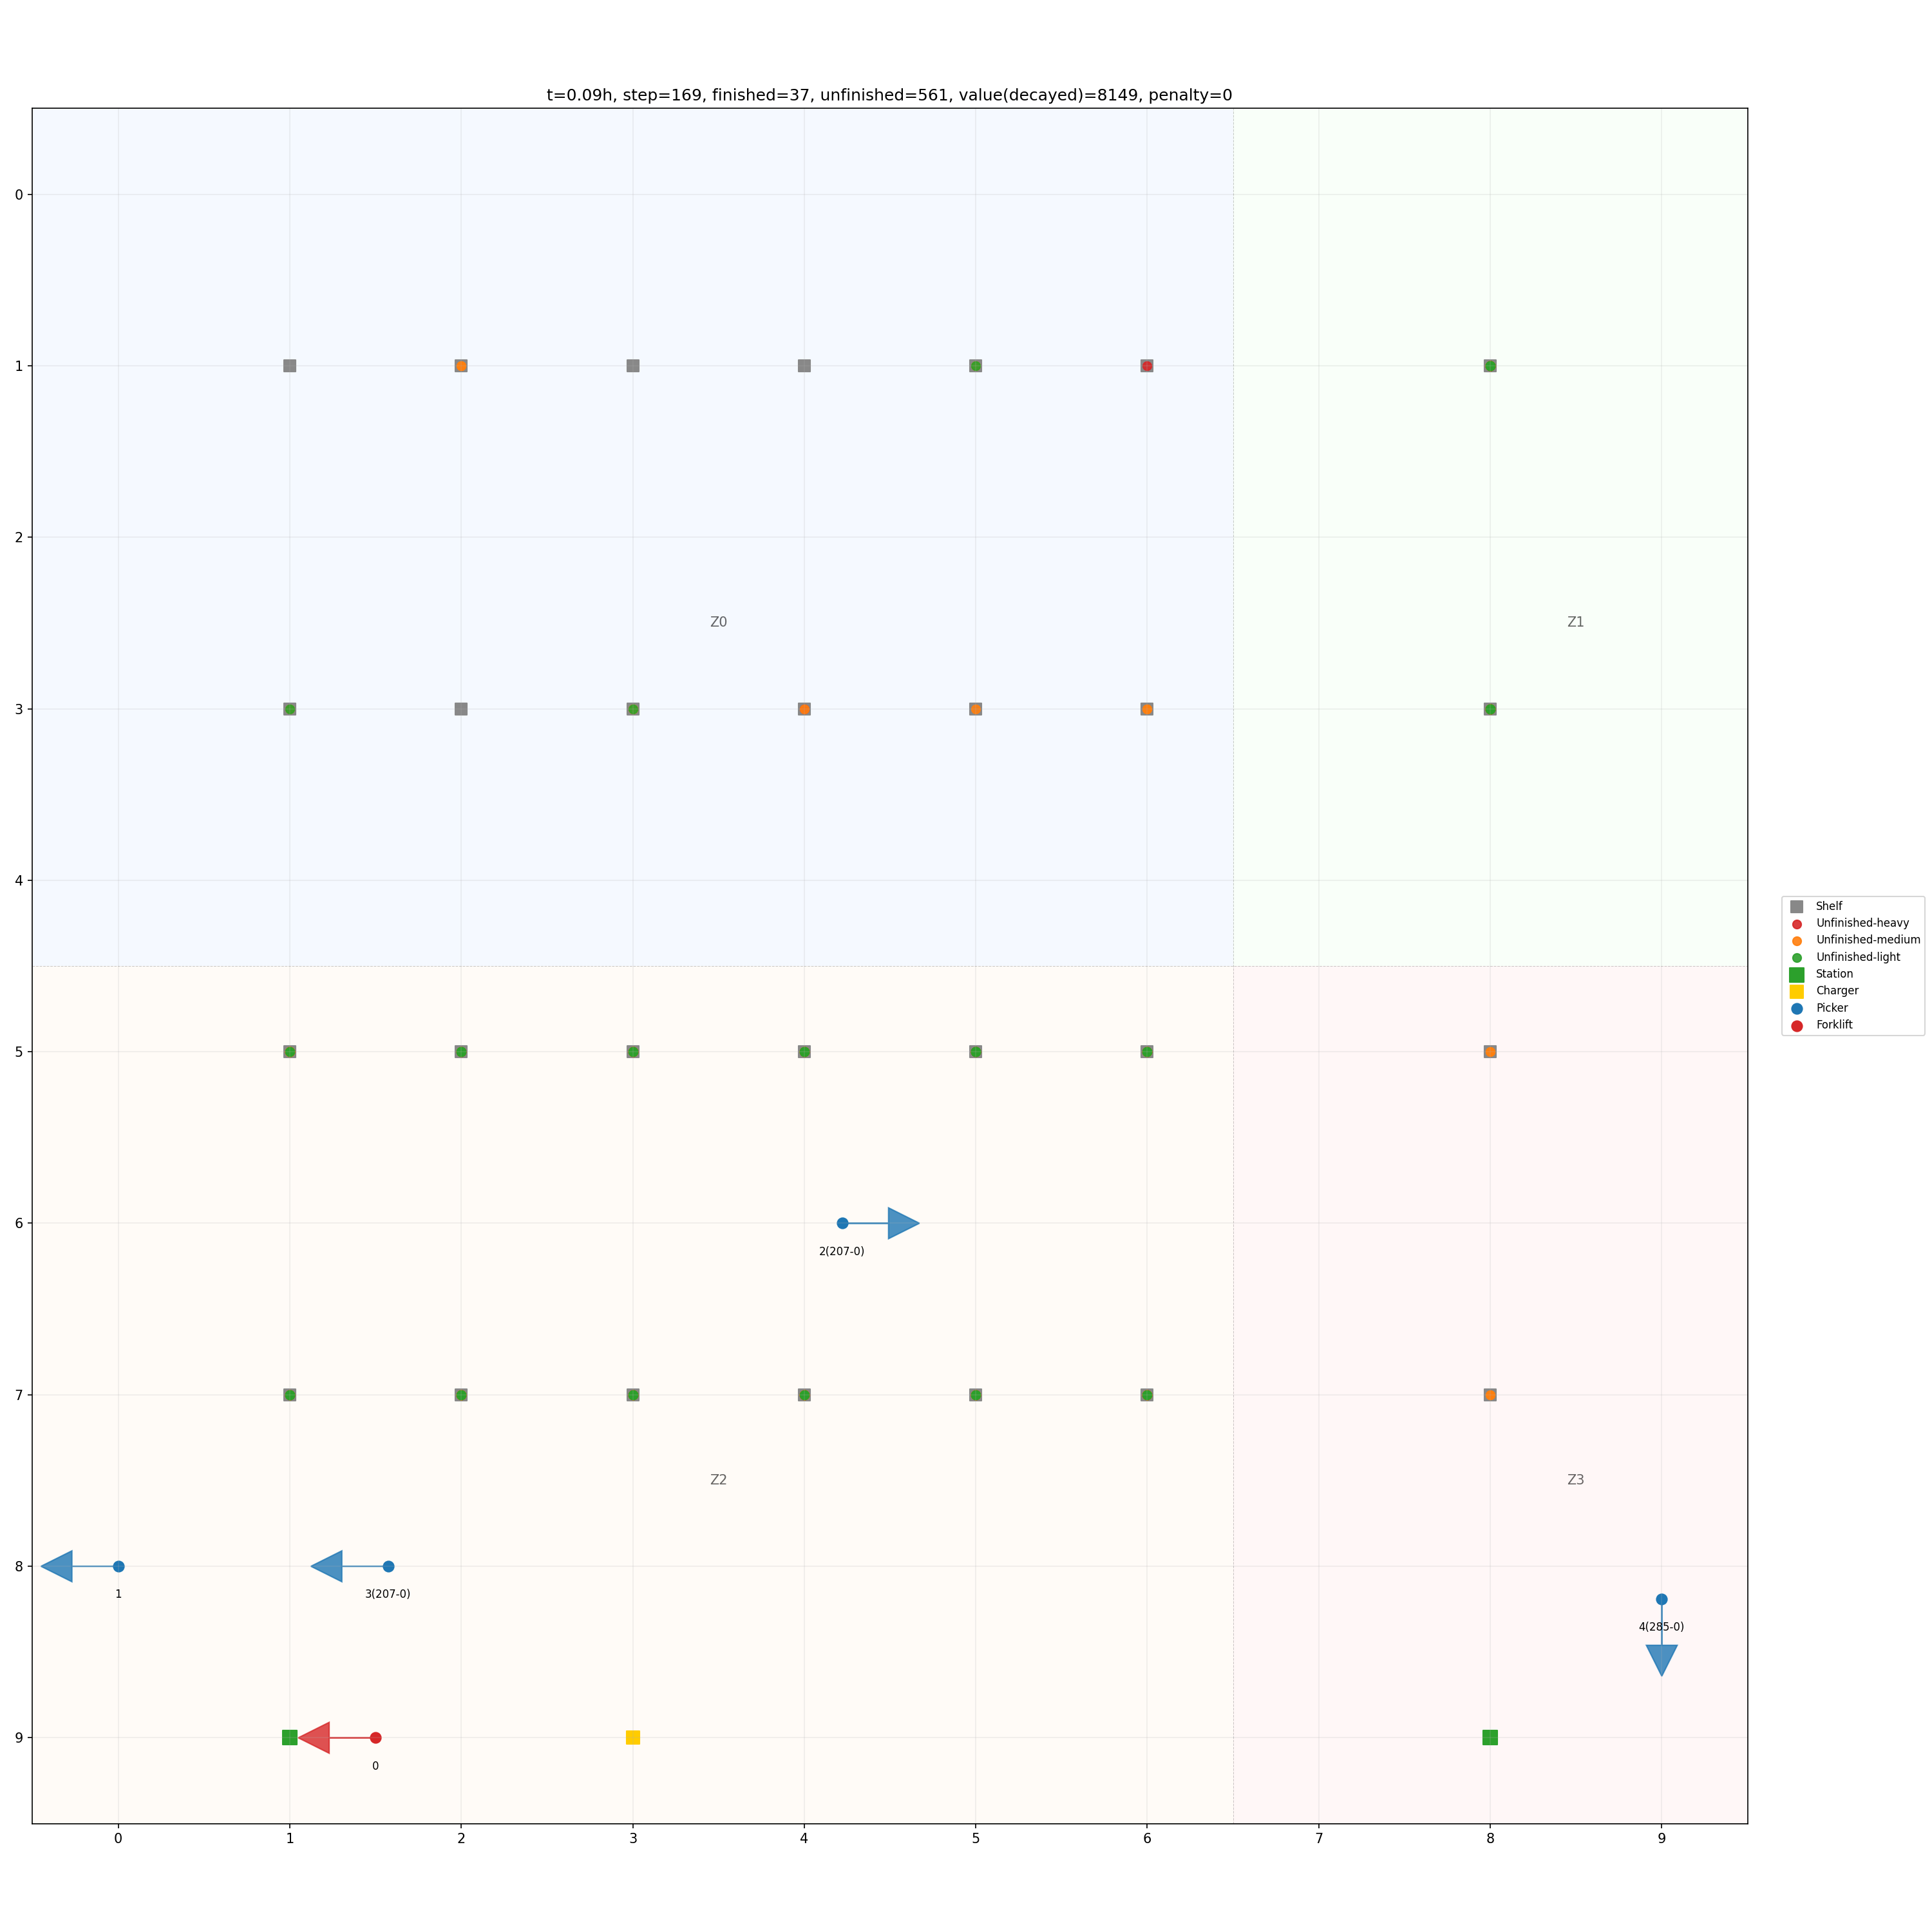 t=0.09h, step=169, finished=37, unfinished=561, value(decayed)=8149, penalty=0
0
1
2
Z0
Z1
3
4
Shelf
Unfinished-heavy
Unfinished-medium
Unfinished-light
Station
Charger
Picker
Forklift
5
6
2(207-0)
7
Z2
Z3
8
1
3(207-0)
4(285-0)
9
0
0 1 2 3 4 5 6 7 8 9